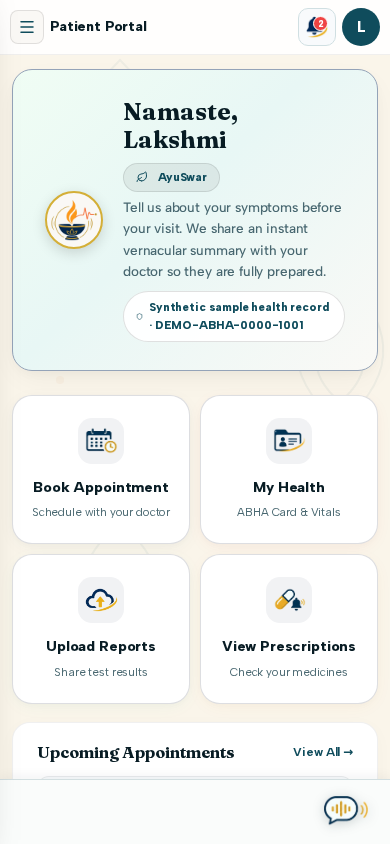 Patient Portal
2
L
Namaste,
Lakshmi
AyuSwar
Tell us about your symptoms before
your visit. We share an instant
vernacular summary with your
doctor so they are fully prepared.
Synthetic sample health record
· DEMO-ABHA-0000-1001
Book Appointment
Schedule with your doctor
My Health
ABHA Card & Vitals
Upload Reports
Share test results
View Prescriptions
Check your medicines
Upcoming Appointments
View All →